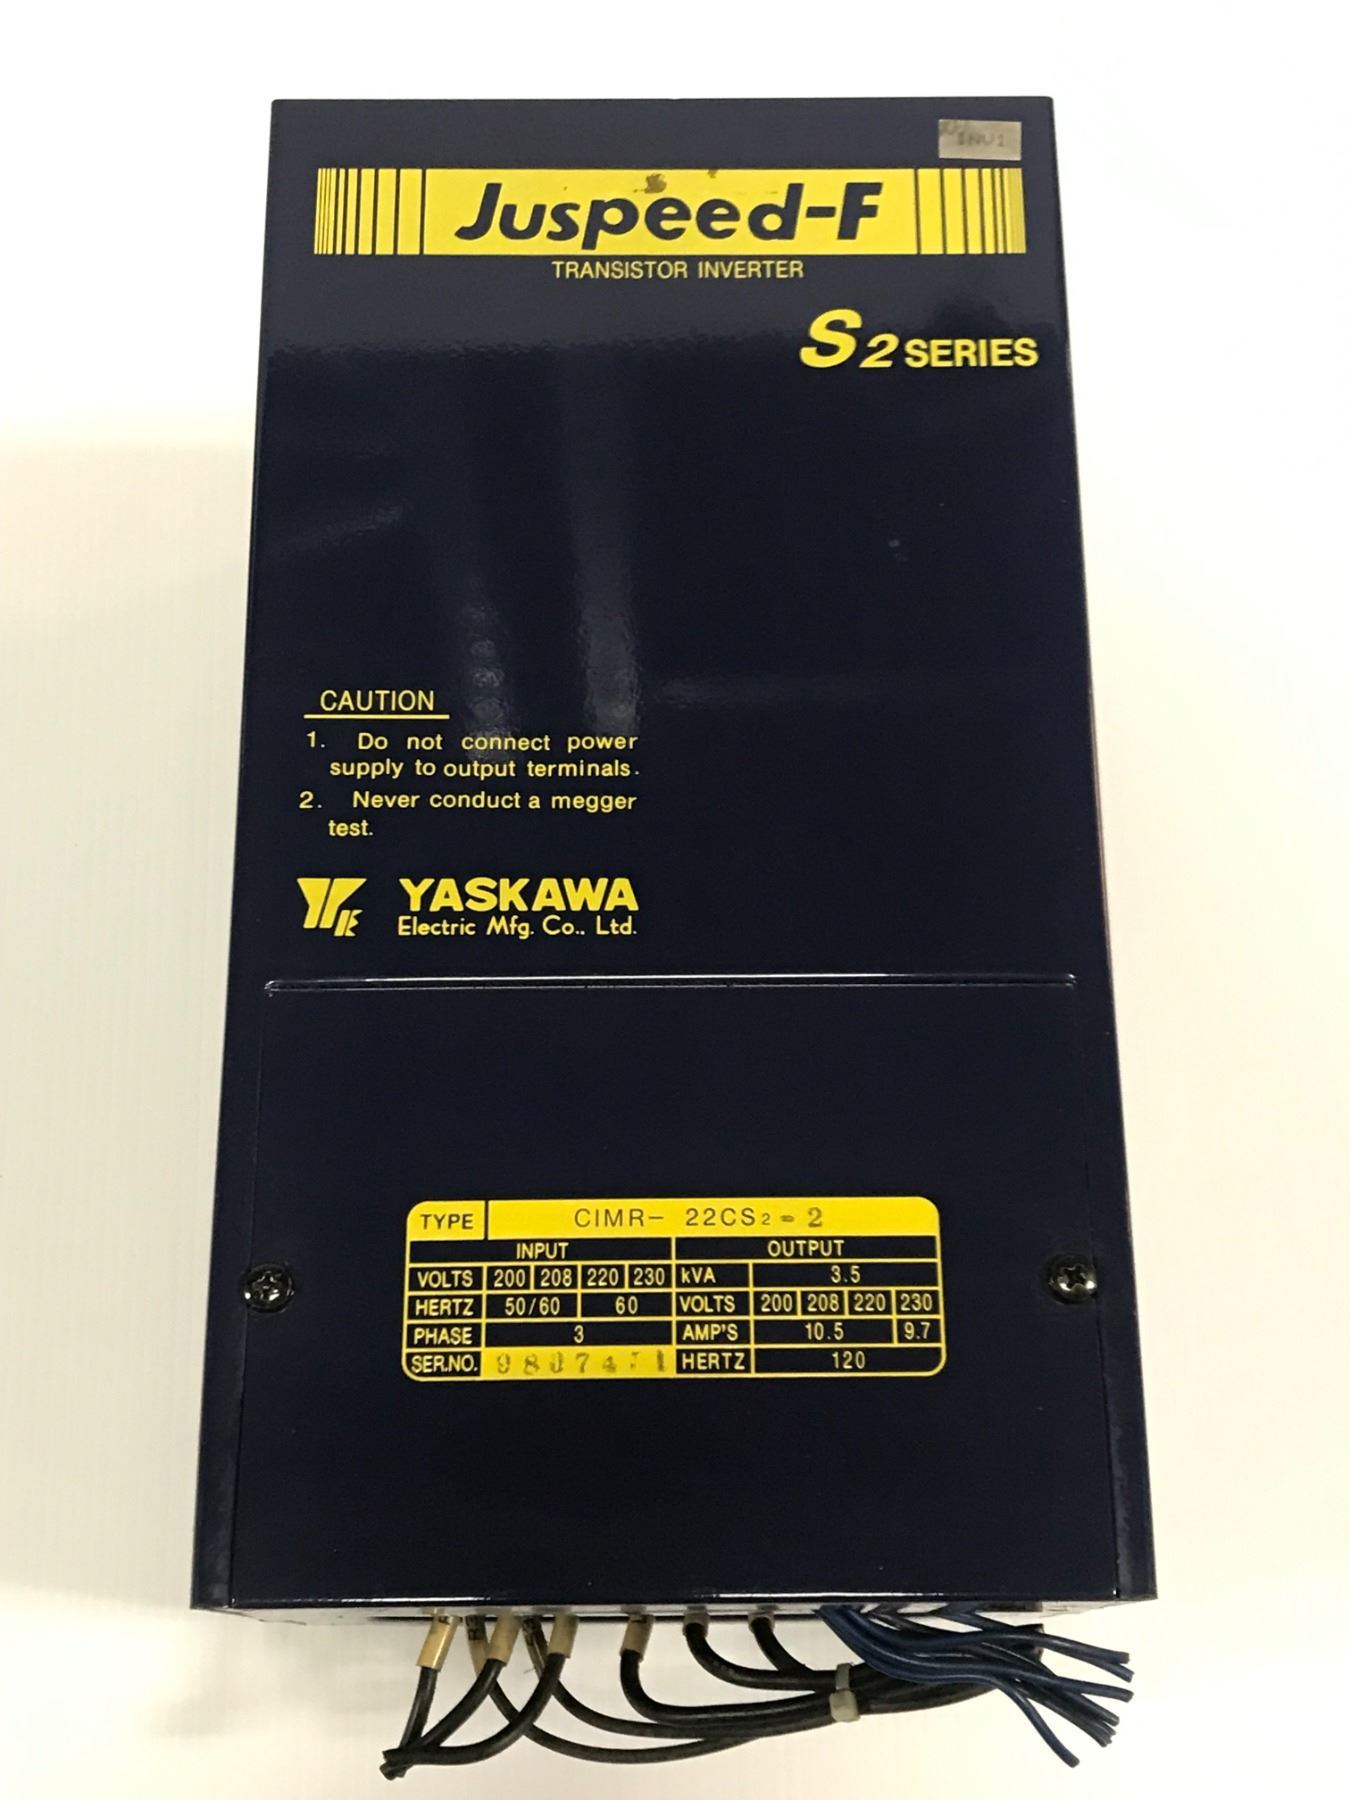 INV1
Juspeed-F
TRANSISTOR INVERTER
S2 SERIES
CAUTION
1. Do not connect power
supply to output terminals.
2. Never conduct a megger
test.
YASKAWA
Electric Mfg. Co.. Ltd.
TYPE CIMR- 22CS2-2
INPUT OUTPUT
VOLTS 200 208 220 230 kVA 3.5
HERTZ 50/60 60 VOLTS 200 208 220 230
PHASE 3 AMP'S 10.5 9.7
SER.NO. HERTZ 120